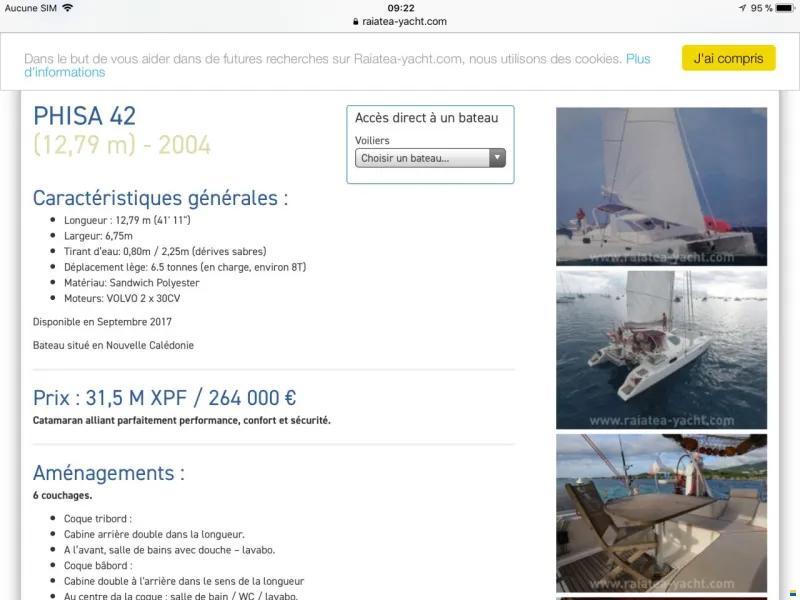 Aucune SIM
09:22
95 %
raiatea-yacht.com
Dans le but de vous aider dans de futures recherches sur Raiatea-yacht.com, nous utilisons des cookies. Plus
d'informations
J'ai compris
PHISA 42
(12,79 m) - 2004
Accès direct à un bateau
Voiliers
Choisir un bateau...
Caractéristiques générales :
Longueur : 12,79 m (41' 11")
Largeur: 6,75m
Tirant d'eau: 0,80m / 2,25m (dérives sabres)
Déplacement lège: 6.5 tonnes (en charge, environ 8T)
Matériau: Sandwich Polyester
Moteurs: VOLVO 2 x 30CV
Disponible en Septembre 2017
Bateau situé en Nouvelle Calédonie
Prix : 31,5 M XPF / 264 000 €
Catamaran alliant parfaitement performance, confort et sécurité.
Aménagements :
6 couchages.
Coque tribord :
Cabine arrière double dans la longueur.
A l'avant, salle de bains avec douche – lavabo.
Coque bâbord :
Cabine double à l'arrière dans le sens de la longueur
Au centre da la coque : salle de bain / WC / lavabo.
www.raiatea-yacht.com
www.raiatea-yacht.com
www.raiatea-yacht.com